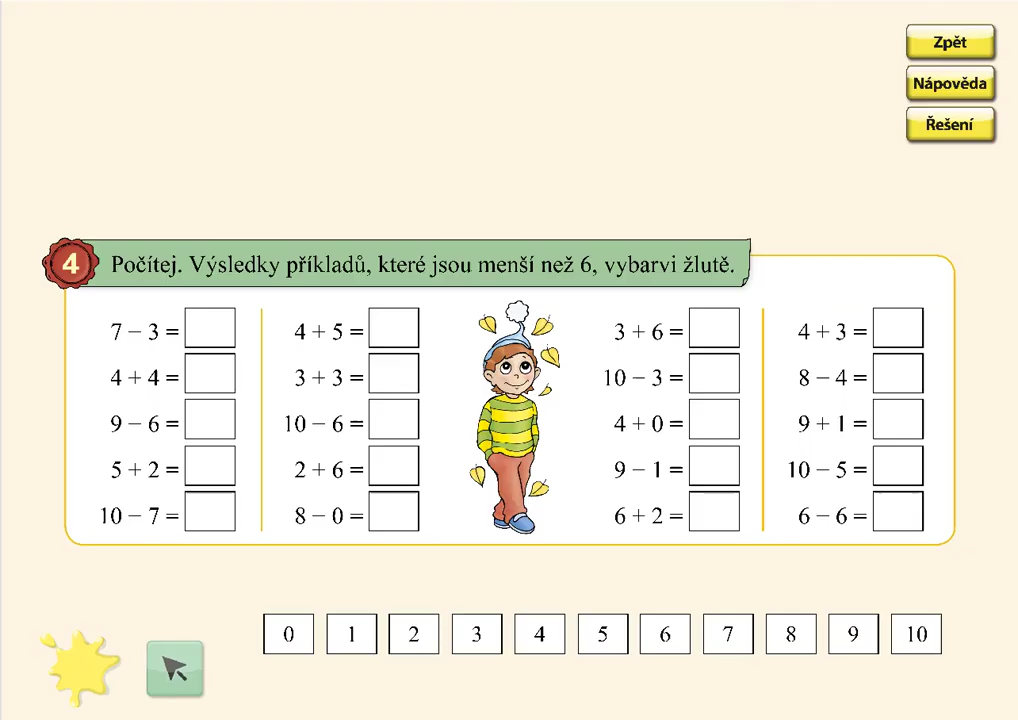 Zpět
Nápověda
Řešení
4 Počítej. Výsledky příkladů, které jsou menší než 6, vybarvi žlutě.
7 − 3 = 4 + 5 = 3 + 6 = 4 + 3 =
4 + 4 = 3 + 3 = 10 − 3 = 8 − 4 =
9 − 6 = 10 − 6 = 4 + 0 = 9 + 1 =
5 + 2 = 2 + 6 = 9 − 1 = 10 − 5 =
10 − 7 = 8 − 0 = 6 + 2 = 6 − 6 =
0 1 2 3 4 5 6 7 8 9 10